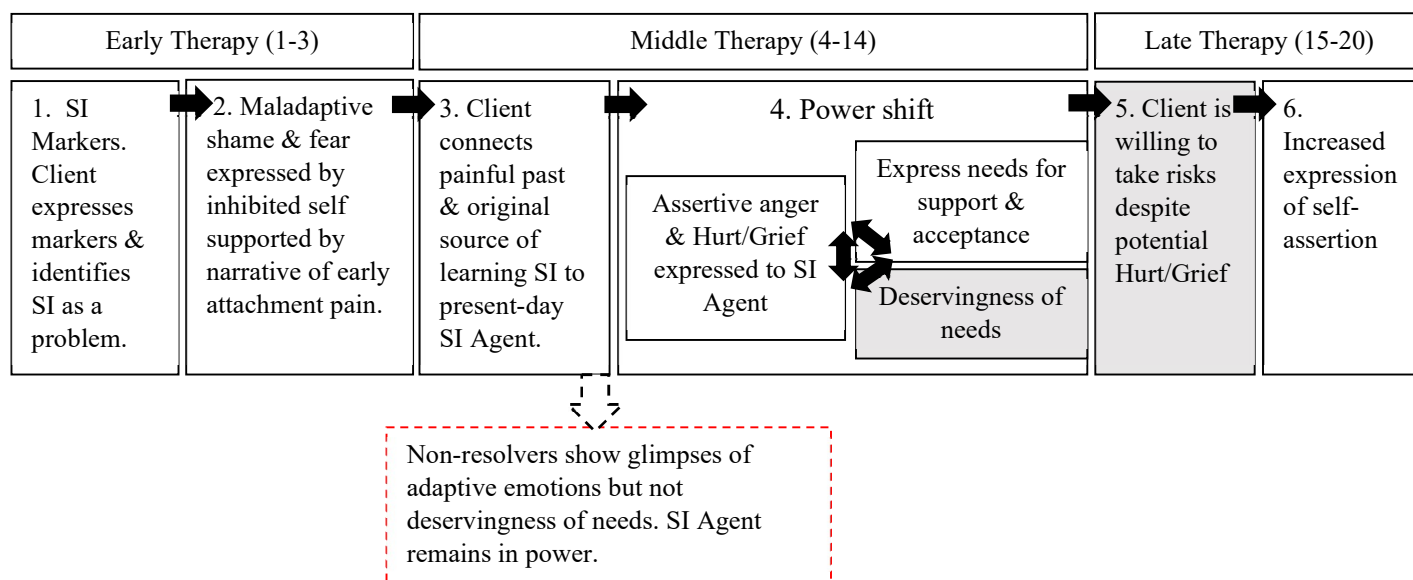 Early Therapy (1-3)
Middle Therapy (4-14)
Late Therapy (15-20)
1. SI
Markers.
Client
expresses
markers &
identifies
SI as a
problem.
2. Maladaptive
shame & fear
expressed by
inhibited self
supported by
narrative of early
attachment pain.
3. Client
connects
painful past
& original
source of
learning SI to
present-day
SI Agent.
4. Power shift
Assertive anger
& Hurt/Grief
expressed to SI
Agent
Express needs for
support &
acceptance
Deservingness of
needs
5. Client is
willing to
take risks
despite
potential
Hurt/Grief
6.
Increased
expression
of self-
assertion
Non-resolvers show glimpses of
adaptive emotions but not
deservingness of needs. SI Agent
remains in power.